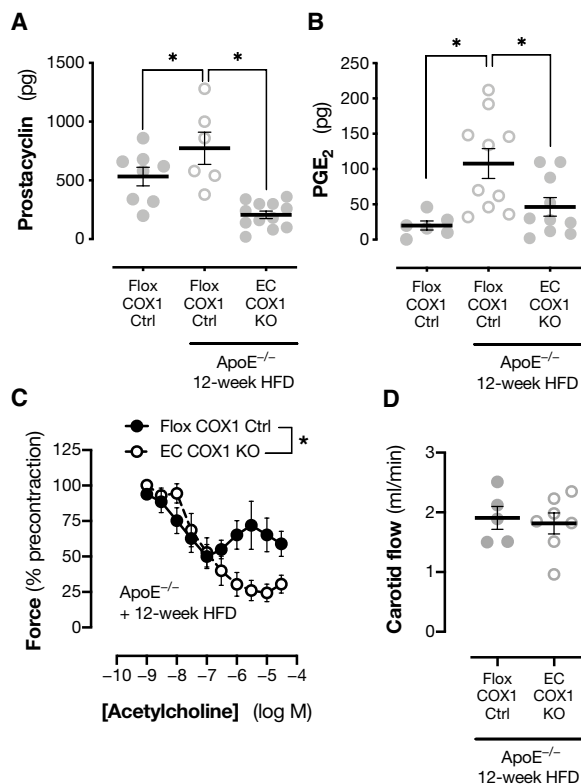 A
Prostacyclin (pg)
1500
1000
500
0
*
*
Flox
COX1
Ctrl
Flox
COX1
Ctrl
EC
COX1
KO
ApoE−/−
12-week HFD
B
PGE2
(pg)
250
200
150
100
50
0
*
*
Flox
COX1
Ctrl
Flox
COX1
Ctrl
EC
COX1
KO
ApoE−/−
12-week HFD
C
Flox COX1 Ctrl
EC COX1 KO
*
Force (% precontraction)
125
100
75
50
25
0
ApoE−/−
+ 12-week HFD
−10 −9 −8 −7 −6 −5 −4
[Acetylcholine] (log M)
D
Carotid flow (ml/min)
3
2
1
0
Flox
COX1
Ctrl
EC
COX1
KO
ApoE−/−
12-week HFD